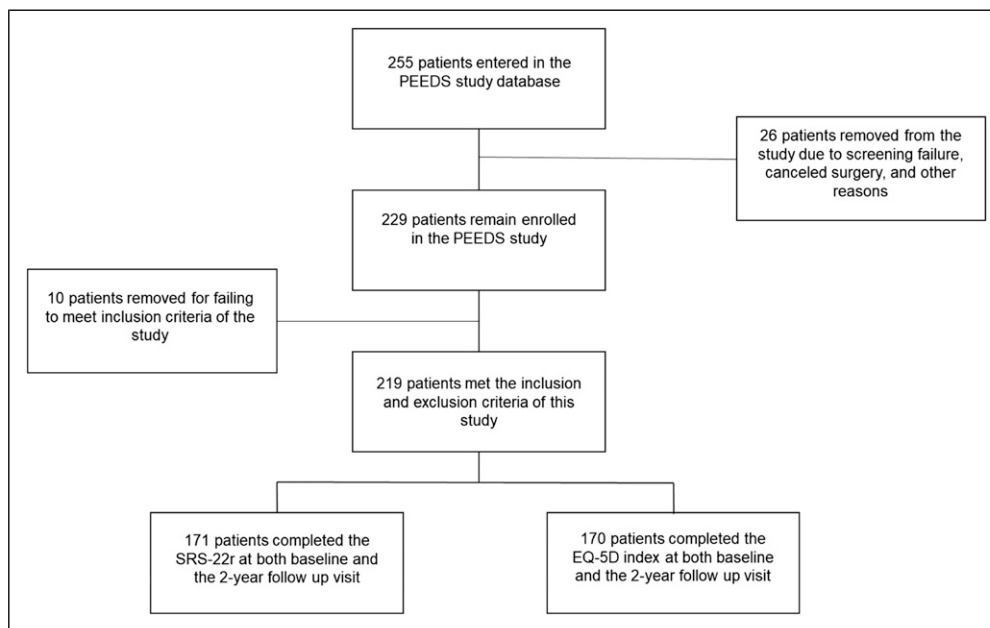 255 patients entered in the
PEEDS study database
26 patients removed from the
study due to screening failure,
canceled surgery, and other
reasons
229 patients remain enrolled
in the PEEDS study
10 patients removed for failing
to meet inclusion criteria of the
study
219 patients met the inclusion
and exclusion criteria of this
study
171 patients completed the
SRS-22r at both baseline and
the 2-year follow up visit
170 patients completed the
EQ-5D index at both baseline
and the 2-year follow up visit